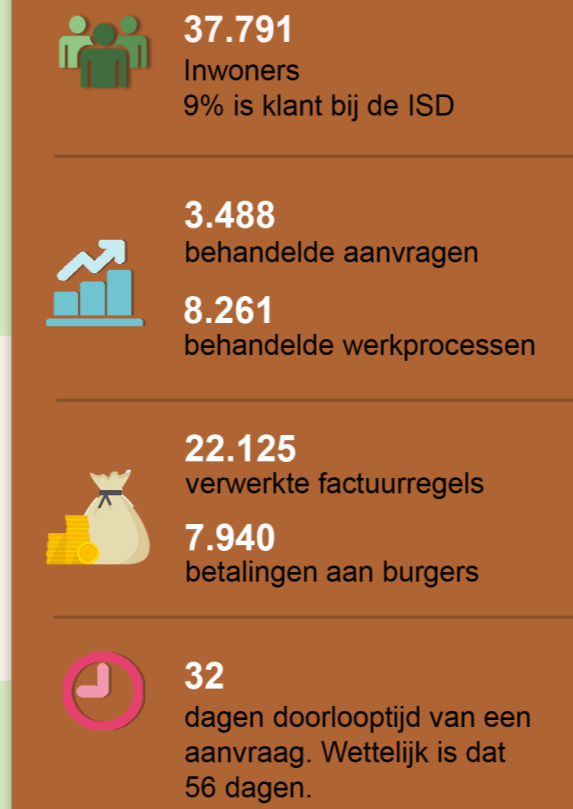 37.791
Inwoners
9% is klant bij de ISD
3.488
behandelde aanvragen
8.261
behandelde werkprocessen
22.125
verwerkte factuurregels
7.940
betalingen aan burgers
32
dagen doorlooptijd van een
aanvraag. Wettelijk is dat
56 dagen.